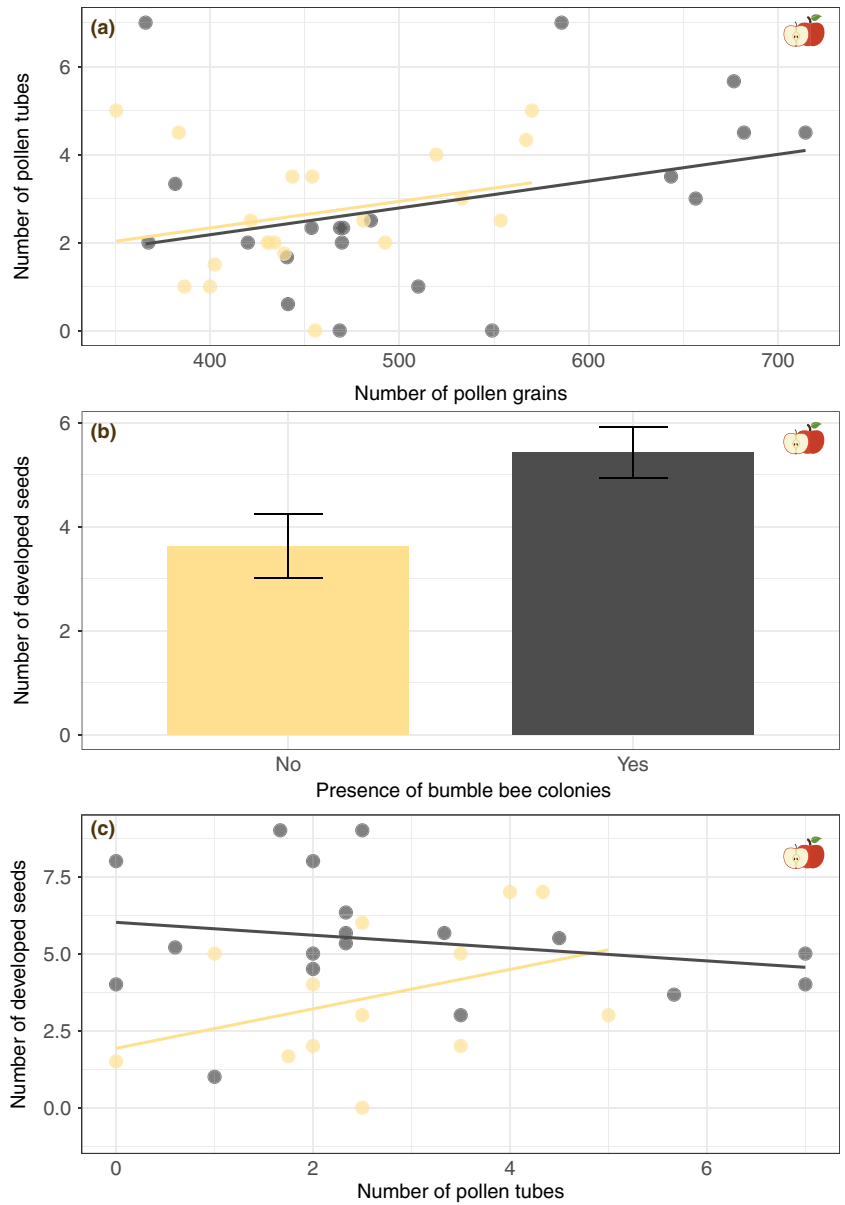 (a)
Number of pollen tubes
6
4
2
0
400 500 600 700
Number of pollen grains
(b)
Number of developed seeds
6
4
2
0
No Yes
Presence of bumble bee colonies
(c)
Number of developed seeds
7.5
5.0
2.5
0.0
0 2 4 6
Number of pollen tubes